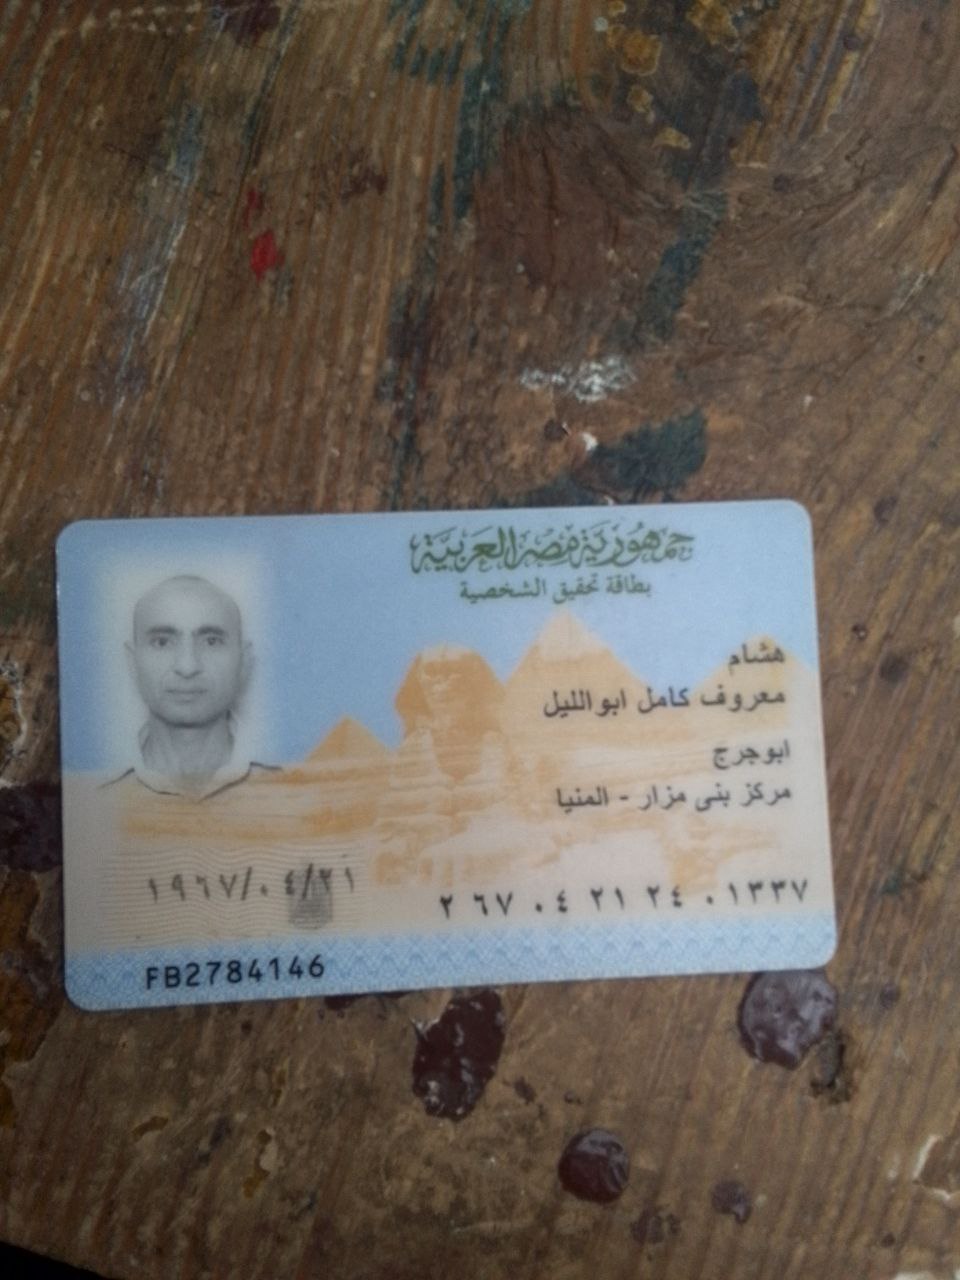 جمهورية مصر العربية
بطاقة تحقيق الشخصية
هشام
معروف كامل ابو الليل
ابوجرج
مركز بنى مزار - المنيا
١٩٦٧/٠٤/٢١
٢ ٦٧ ٠٤ ٢١ ٢٤ ٠١٣٣٧
FB2784146